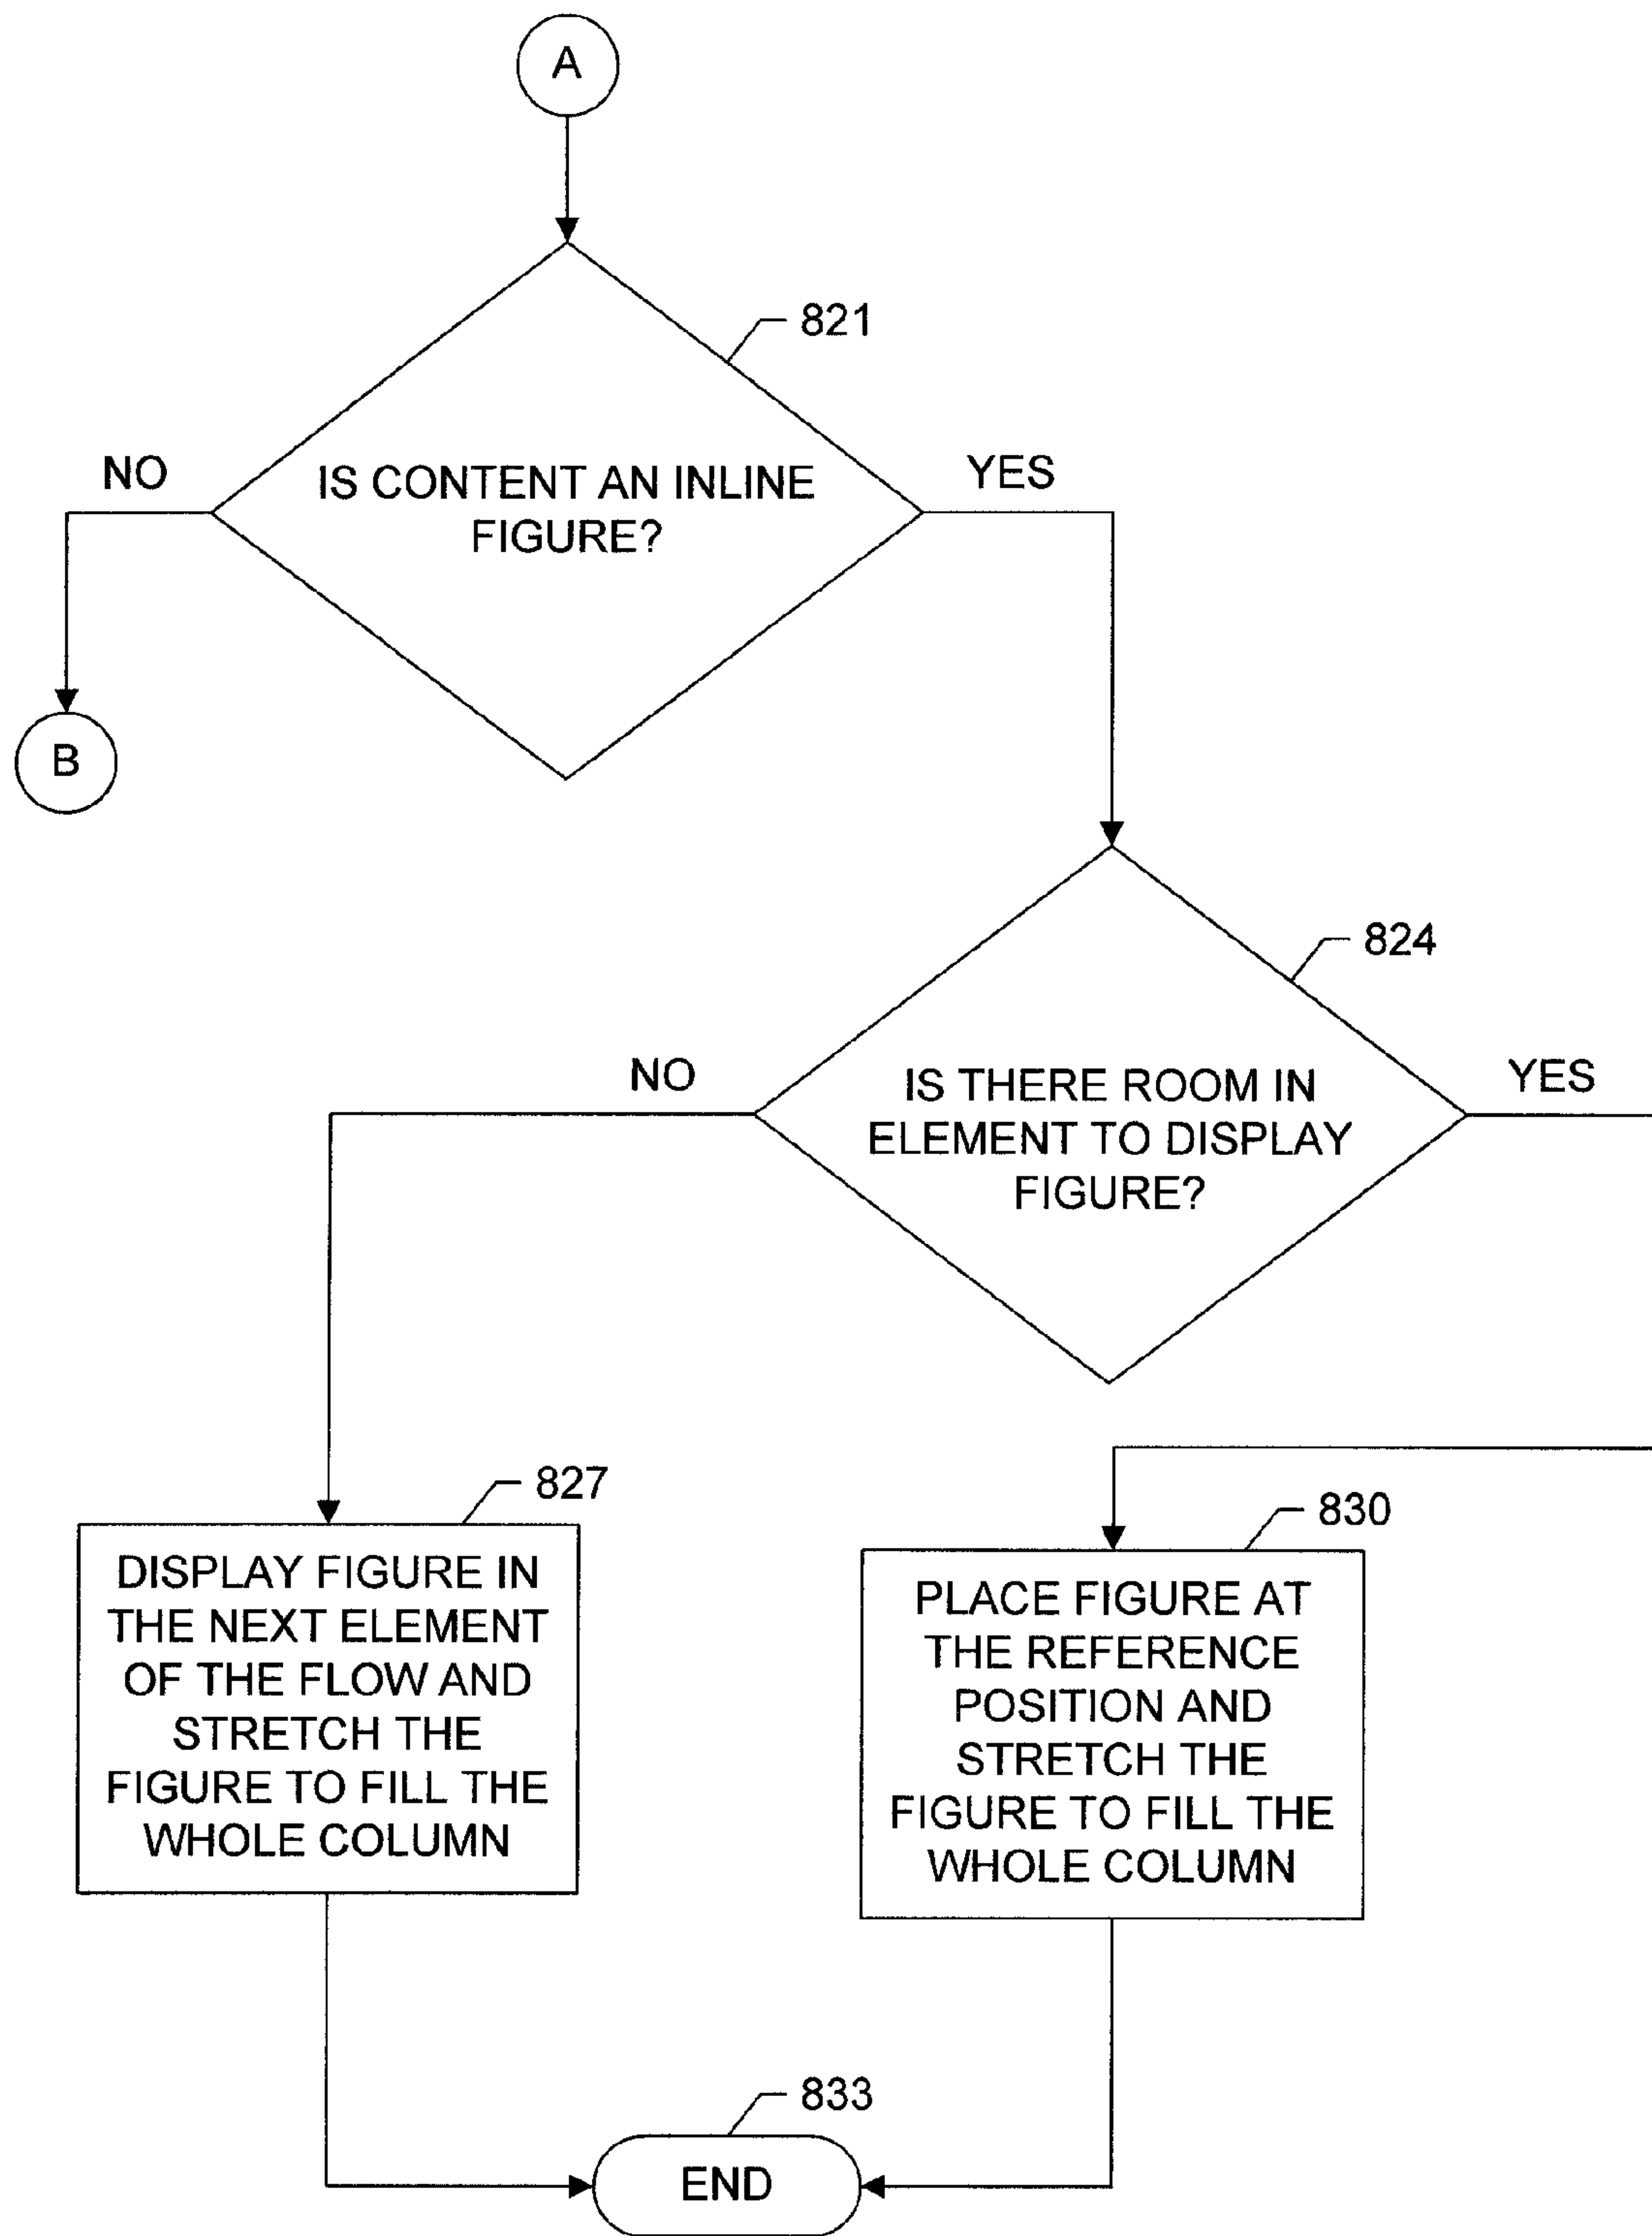 A
821
NO
IS CONTENT AN INLINE
FIGURE?
YES
B
824
NO
IS THERE ROOM IN
ELEMENT TO DISPLAY
FIGURE?
YES
827
DISPLAY FIGURE IN
THE NEXT ELEMENT
OF THE FLOW AND
STRETCH THE
FIGURE TO FILL THE
WHOLE COLUMN
830
PLACE FIGURE AT
THE REFERENCE
POSITION AND
STRETCH THE
FIGURE TO FILL THE
WHOLE COLUMN
833
END